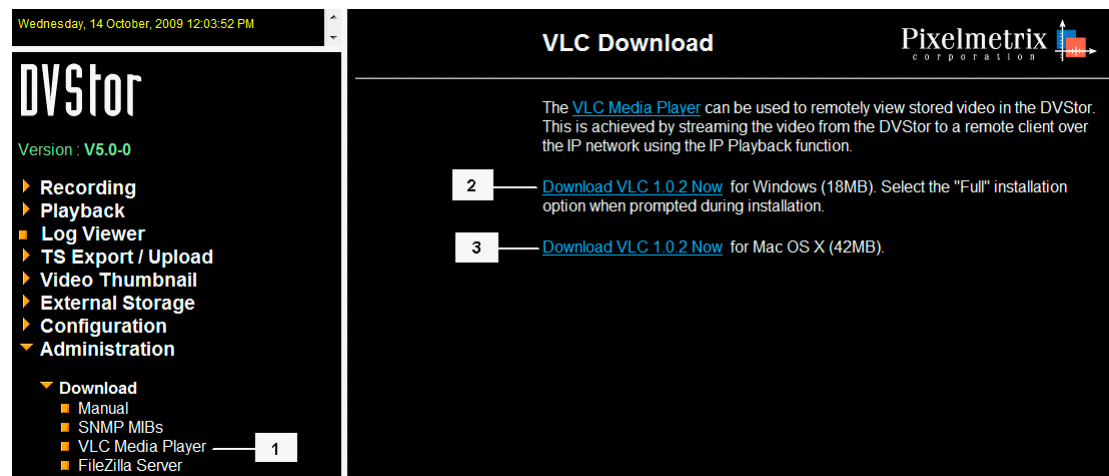 Wednesday, 14 October, 2009 12:03:52 PM
DVStor
Version : V5.0-0
Recording
Playback
Log Viewer
TS Export / Upload
Video Thumbnail
External Storage
Configuration
Administration
Download
Manual
SNMP MIBs
VLC Media Player
1
FileZilla Server
VLC Download
Pixelmetrix
corporation
The VLC Media Player can be used to remotely view stored video in the DVStor.
This is achieved by streaming the video from the DVStor to a remote client over
the IP network using the IP Playback function.
2
Download VLC 1.0.2 Now for Windows (18MB). Select the "Full" installation
option when prompted during installation.
3
Download VLC 1.0.2 Now for Mac OS X (42MB).